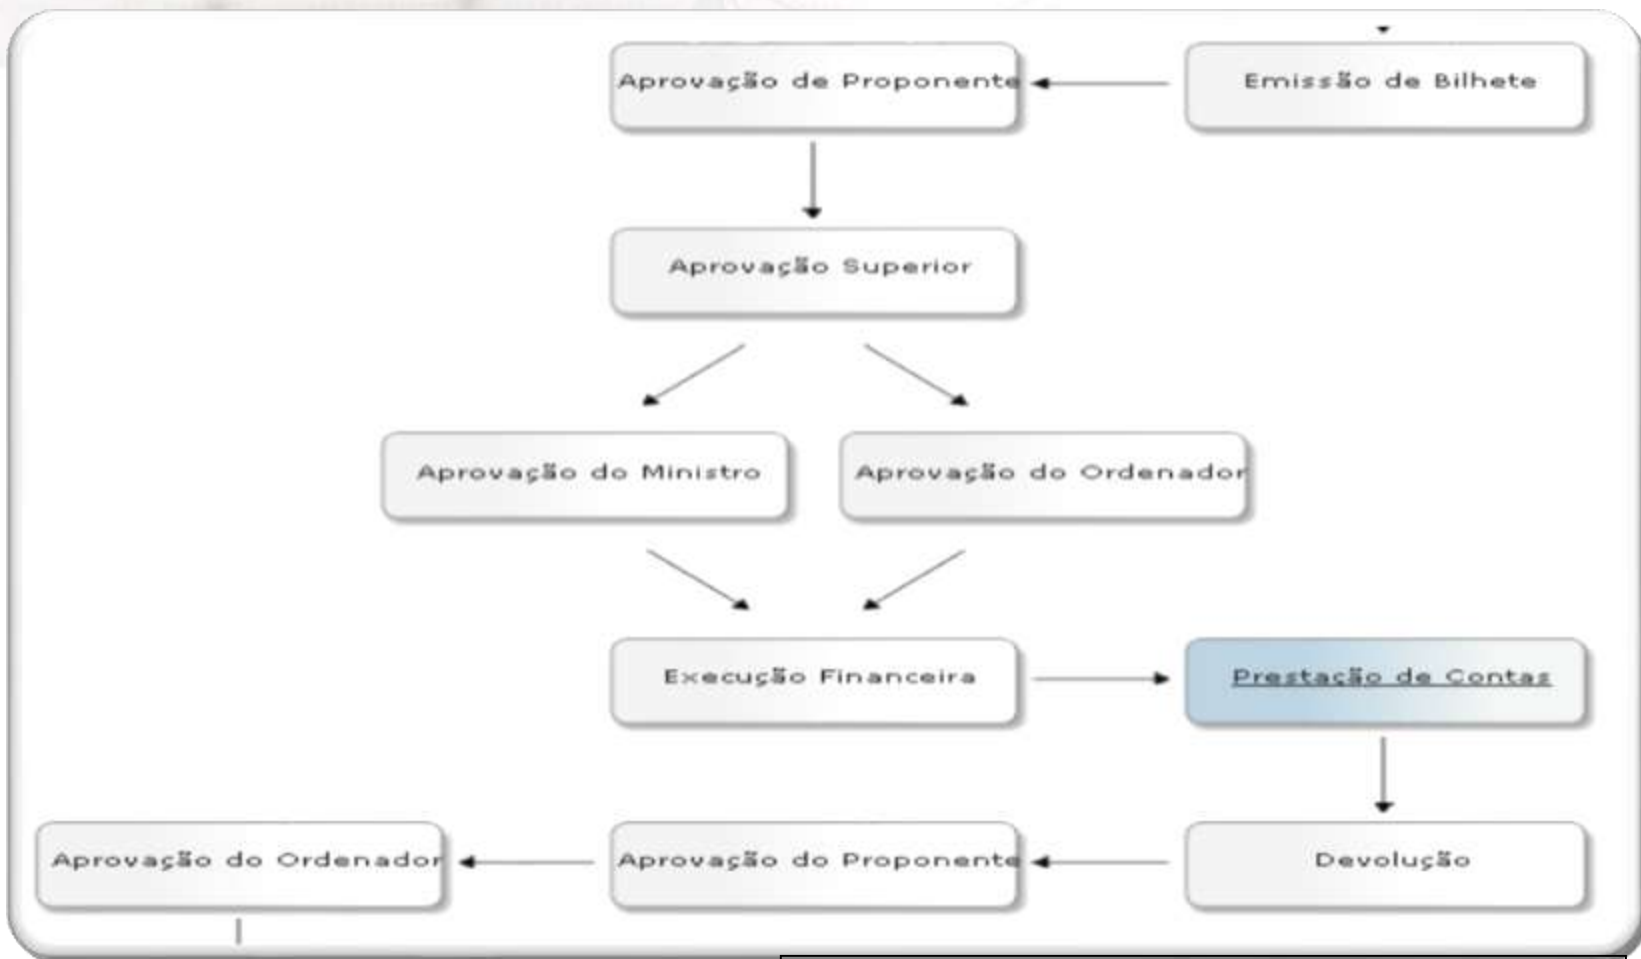 Aprovação de Proponente
Emissão de Bilhete
Aprovação Superior
Aprovação do Ministro
Aprovação do Ordenador
Execução Financeira
Prestação de Contas
Aprovação do Ordenador
Aprovação do Proponente
Devolução